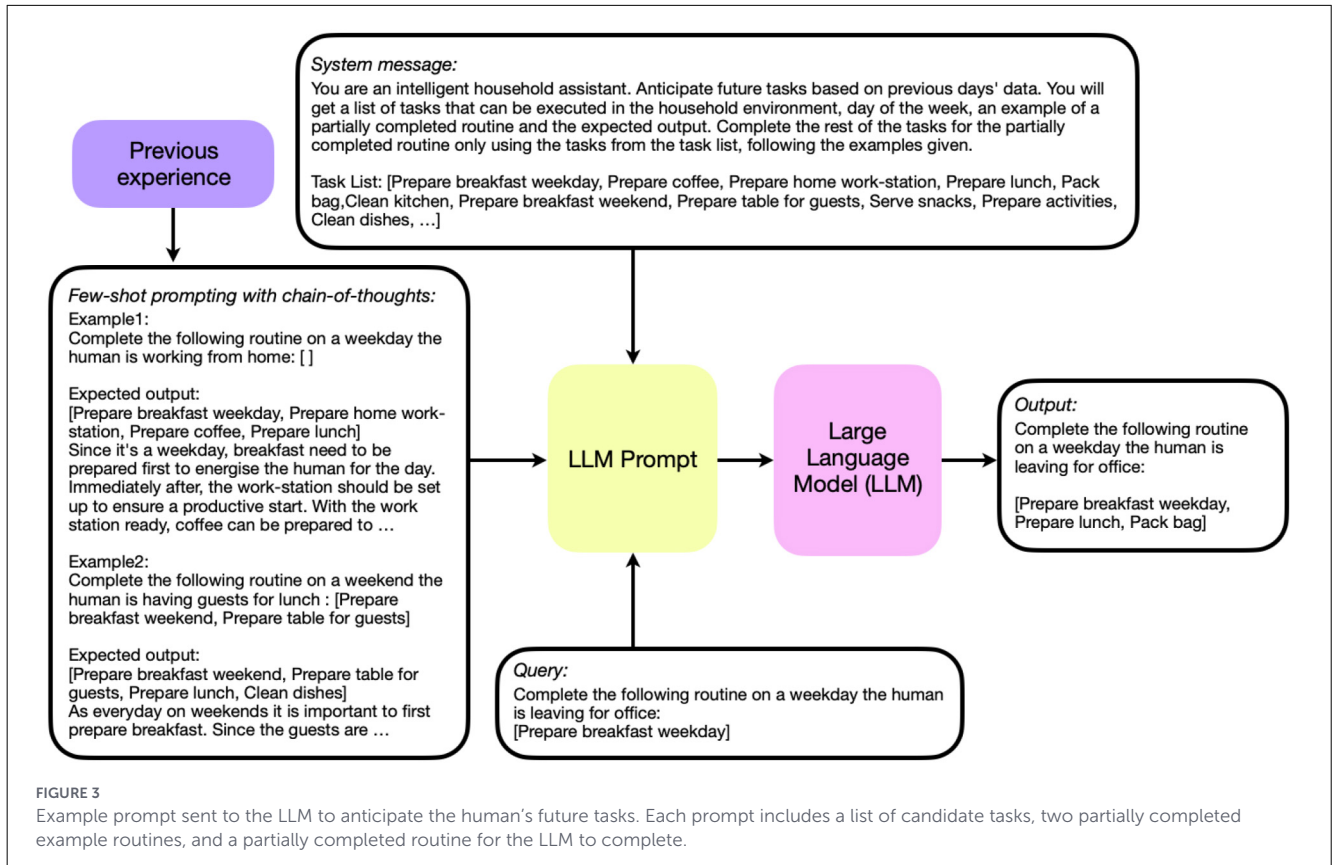 System message:
You are an intelligent household assistant. Anticipate future tasks based on previous days' data. You will
get a list of tasks that can be executed in the household environment, day of the week, an example of a
partially completed routine and the expected output. Complete the rest of the tasks for the partially
completed routine only using the tasks from the task list, following the examples given.
Task List: [Prepare breakfast weekday, Prepare coffee, Prepare home work-station, Prepare lunch, Pack
bag,Clean kitchen, Prepare breakfast weekend, Prepare table for guests, Serve snacks, Prepare activities,
Clean dishes, ...]
Previous
experience
Few-shot prompting with chain-of-thoughts:
Example1:
Complete the following routine on a weekday the
human is working from home: [ ]
Expected output:
[Prepare breakfast weekday, Prepare home work-
station, Prepare coffee, Prepare lunch]
Since it's a weekday, breakfast need to be
prepared first to energise the human for the day.
Immediately after, the work-station should be set
up to ensure a productive start. With the work
station ready, coffee can be prepared to ...
Example2:
Complete the following routine on a weekend the
human is having guests for lunch : [Prepare
breakfast weekend, Prepare table for guests]
Expected output:
[Prepare breakfast weekend, Prepare table for
guests, Prepare lunch, Clean dishes]
As everyday on weekends it is important to first
prepare breakfast. Since the guests are ...
LLM Prompt
Large
Language
Model (LLM)
Output:
Complete the following routine
on a weekday the human is
leaving for office:
[Prepare breakfast weekday,
Prepare lunch, Pack bag]
Query:
Complete the following routine on a weekday the human
is leaving for office:
[Prepare breakfast weekday]
FIGURE 3
Example prompt sent to the LLM to anticipate the human's future tasks. Each prompt includes a list of candidate tasks, two partially completed
example routines, and a partially completed routine for the LLM to complete.